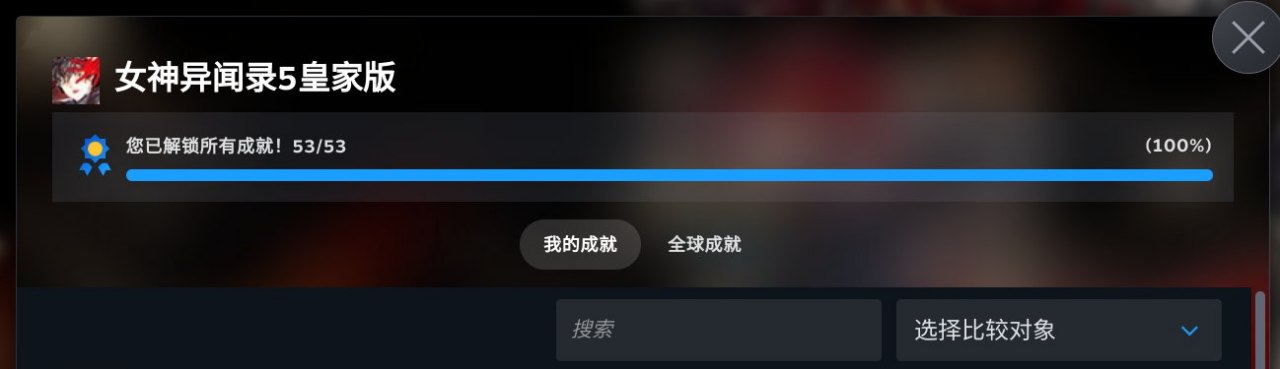 女神异闻录5皇家版
您已解锁所有成就！53/53
(100%)
我的成就
全球成就
搜索
选择比较对象